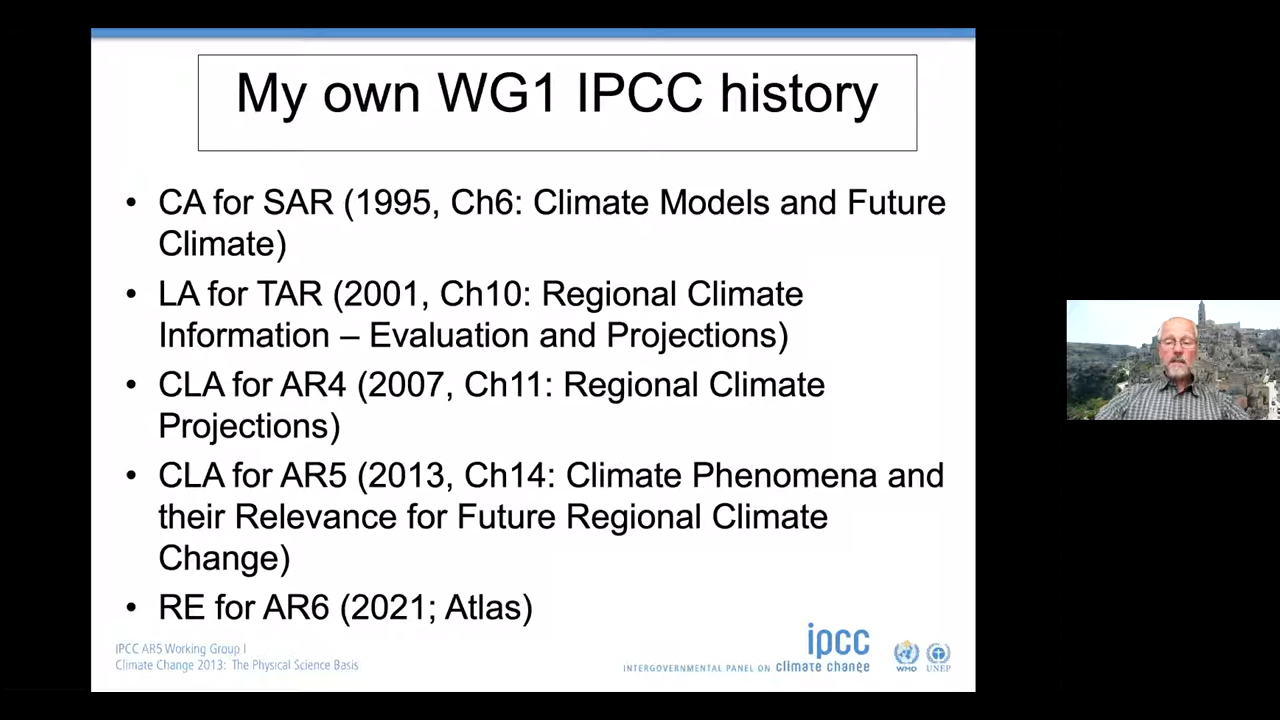 My own WG1 IPCC history
• CA for SAR (1995, Ch6: Climate Models and Future
Climate)
• LA for TAR (2001, Ch10: Regional Climate
Information – Evaluation and Projections)
• CLA for AR4 (2007, Ch11: Regional Climate
Projections)
• CLA for AR5 (2013, Ch14: Climate Phenomena and
their Relevance for Future Regional Climate
Change)
• RE for AR6 (2021; Atlas)
IPCC AR5 Working Group I
Climate Change 2013: The Physical Science Basis
ipcc
INTERGOVERNMENTAL PANEL ON climate change
WMO
UNEP